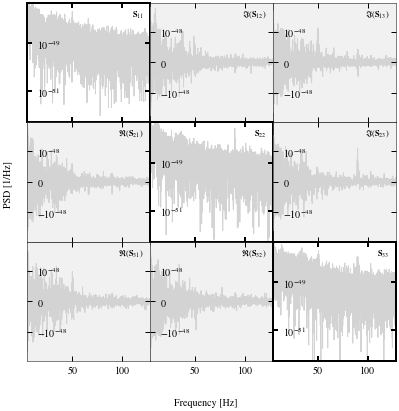 S₁₁
10⁻⁴⁹
10⁻⁵¹
ℑ(S₁₂)
10⁻⁴⁸
0
−10⁻⁴⁸
ℑ(S₁₃)
10⁻⁴⁸
0
−10⁻⁴⁸
ℜ(S₂₁)
10⁻⁴⁸
0
−10⁻⁴⁸
S₂₂
10⁻⁴⁹
10⁻⁵¹
ℑ(S₂₃)
10⁻⁴⁸
0
−10⁻⁴⁸
PSD [1/Hz]
ℜ(S₃₁)
10⁻⁴⁸
0
−10⁻⁴⁸
ℜ(S₃₂)
10⁻⁴⁸
0
−10⁻⁴⁸
S₃₃
10⁻⁴⁹
10⁻⁵¹
50 100 50 100 50 100
Frequency [Hz]